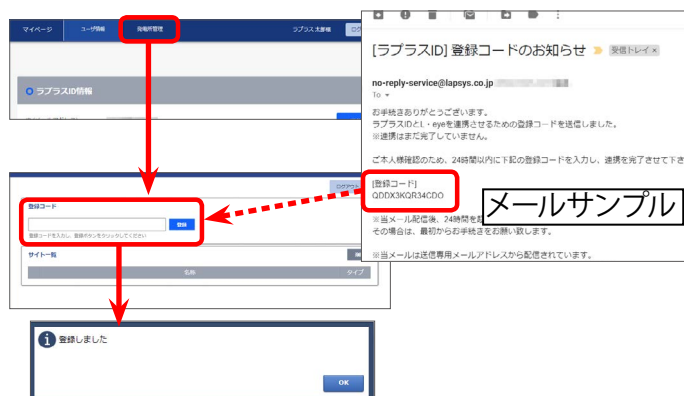 マイページ
ユーザ情報
発電所管理
ラプラス太郎様
ラプラスID情報
ログアウト
登録コード
登録
登録コードを入力し、登録ボタンをクリックしてください
サイト一覧
名称
タイプ
登録しました
OK
[ラプラスID] 登録コードのお知らせ
受信トレイ ×
no-reply-service@lapsys.co.jp
To
お手続きありがとうございます。
ラプラスIDとL・eyeを連携させるための登録コードを送信しました。
※連携はまだ完了していません。
ご本人様確認のため、24時間以内に下記の登録コードを入力し、連携を完了させて下さ
[登録コード]
QDDX3KQR34CDO
メールサンプル
※当メール配信後、24時間を
その場合は、最初からお手続きをお願い致します。
※当メールは送信専用メールアドレスから配信されています。